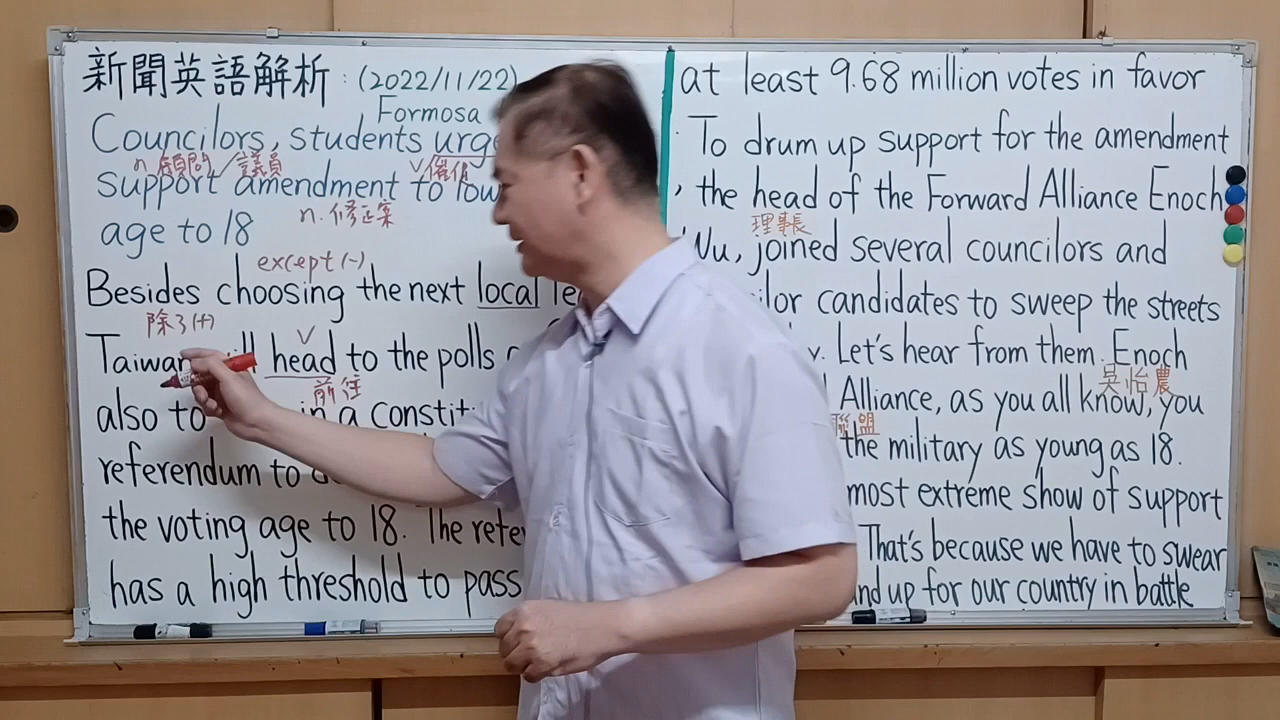 新聞英語解析:(2022/11/22)
Formosa
Councilors, students urge
n.顧問/議員
v催促
support amendment to low
n.修正案
age to 18
except(-)
Besides choosing the next local
除了(+)
v
head to the polls
前往
also to in a
referendum to
the voting age to 18. The
has a high threshold to pass
at least 9.68 million votes in favor
. To drum up support for the amendment
, the head of the Forward Alliance Enoch
理事長
Wu, joined several councilors and
candidates to sweep the streets
. Let's hear from them. Enoch
吳怡農
Alliance, as you all know, you
聯盟
the military as young as 18.
most extreme show of support
That's because we have to swear
up for our country in battle